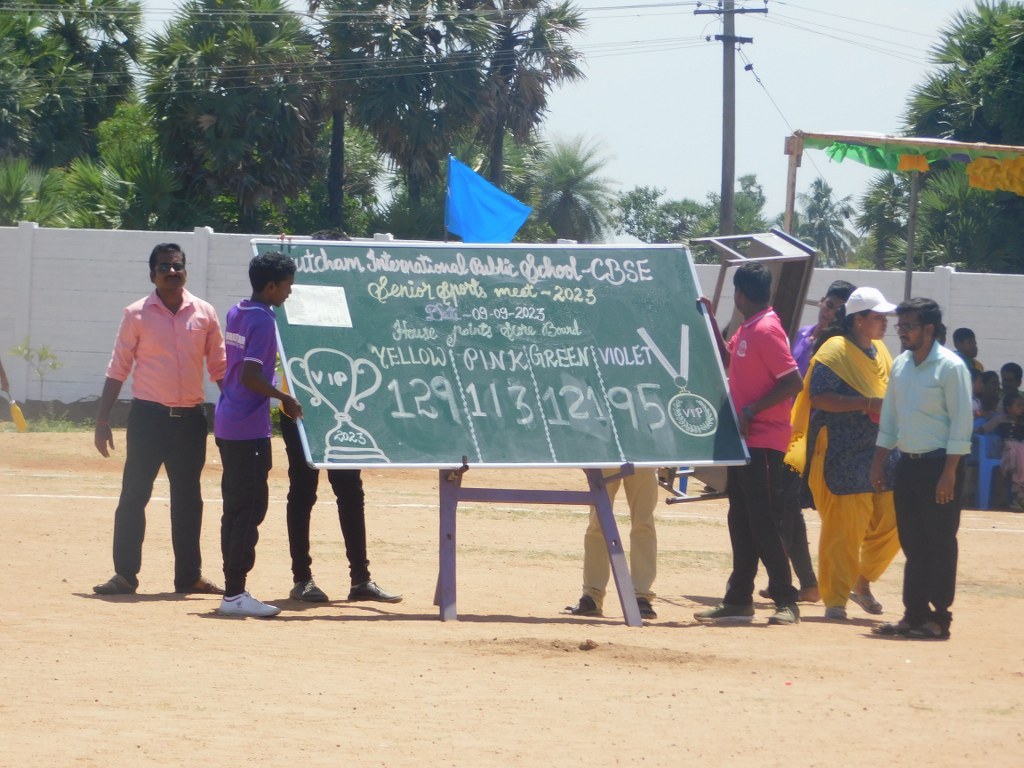 International Public School-CBSE
Senior Sports meet - 2023
Date -09-09-2023
House points Score Board
YELLOW PINK GREEN VIOLET
129 113 121 95
VIP
2023
VIP